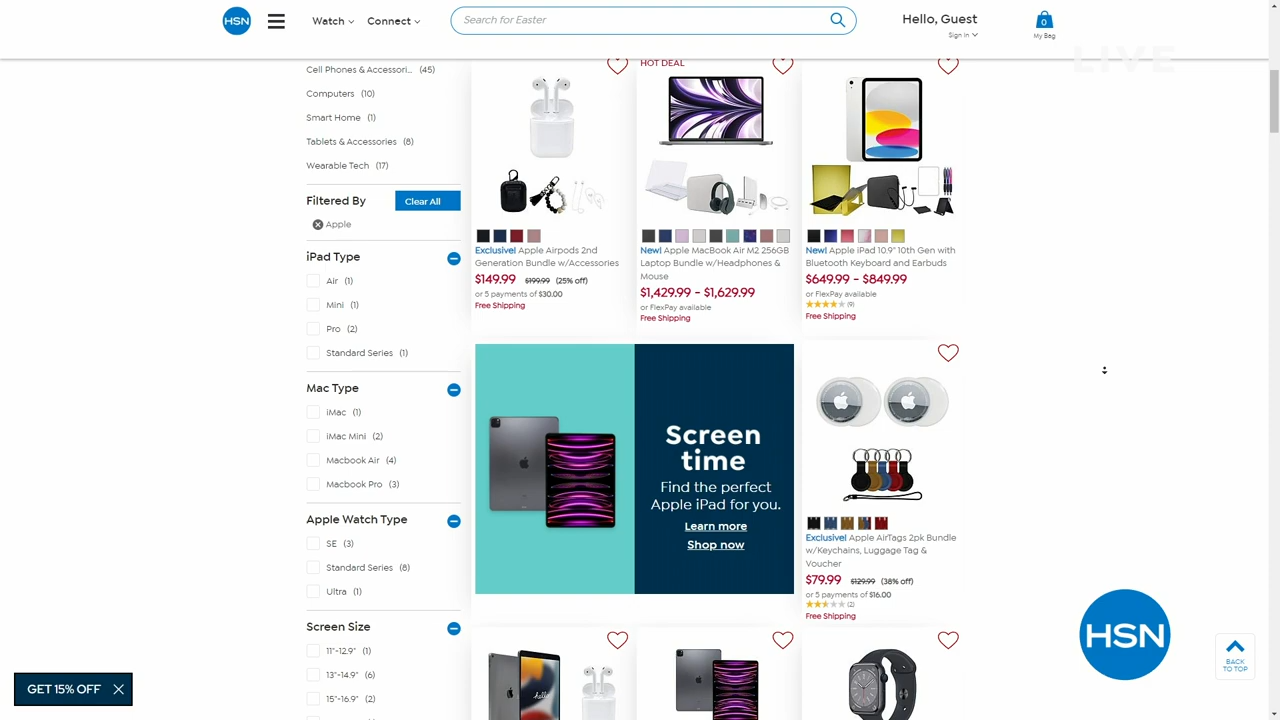 HSN
Watch
Connect
Search for Easter
Hello, Guest
Sign In
0
My Bag
LIVE
Cell Phones & Accessori... (45)
Computers (10)
Smart Home (1)
Tablets & Accessories (8)
Wearable Tech (17)
Filtered By
Clear All
Apple
iPad Type
Air (1)
Mini (1)
Pro (2)
Standard Series (1)
Mac Type
iMac (1)
iMac Mini (2)
Macbook Air (4)
Macbook Pro (3)
Apple Watch Type
SE (3)
Standard Series (8)
Ultra (1)
Screen Size
11"-12.9" (1)
13"-14.9" (6)
15"-16.9" (2)
Exclusive! Apple Airpods 2nd
Generation Bundle w/Accessories
$149.99 $199.99 (25% off)
or 5 payments of $30.00
Free Shipping
HOT DEAL
New! Apple MacBook Air M2 256GB
Laptop Bundle w/Headphones &
Mouse
$1,429.99 - $1,629.99
or FlexPay available
Free Shipping
New! Apple iPad 10.9" 10th Gen with
Bluetooth Keyboard and Earbuds
$649.99 - $849.99
or FlexPay available
(9)
Free Shipping
Screen
time
Find the perfect
Apple iPad for you.
Learn more
Shop now
Exclusive! Apple AirTags 2pk Bundle
w/Keychains, Luggage Tag &
Voucher
$79.99 $129.99 (38% off)
or 5 payments of $16.00
(2)
Free Shipping
hello
GET 15% OFF
HSN
BACK
TO TOP